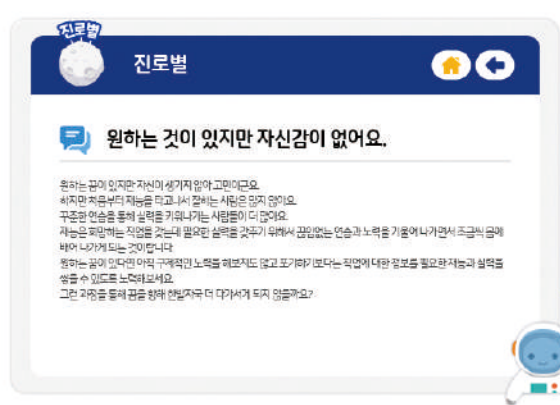 진로별
진로별
원하는 것이 있지만 자신감이 없어요.
원하는 꿈이 있지만 자신이 생기지 않아 고민이군요.
하지만 처음부터 재능을 타고나서 잘하는 사람은 많지 않아요.
꾸준한 연습을 통해 실력을 키워나가는 사람들이 더 많아요.
재능은 희망하는 직업을 갖는데 필요한 실력을 갖추기 위해서 끊임없는 연습과 노력을 기울여 나가면서 조금씩 몸에
배어 나가게 되는 것이랍니다.
원하는 꿈이 있다면 아직 구체적인 노력을 해보지도 않고 포기하기보다는 직업에 대한 정보를 필요한 재능과 실력을
쌓을 수 있도록 노력해보세요.
그런 과정을 통해 꿈을 향해 한발자국 더 다가서게 되지 않을까요?